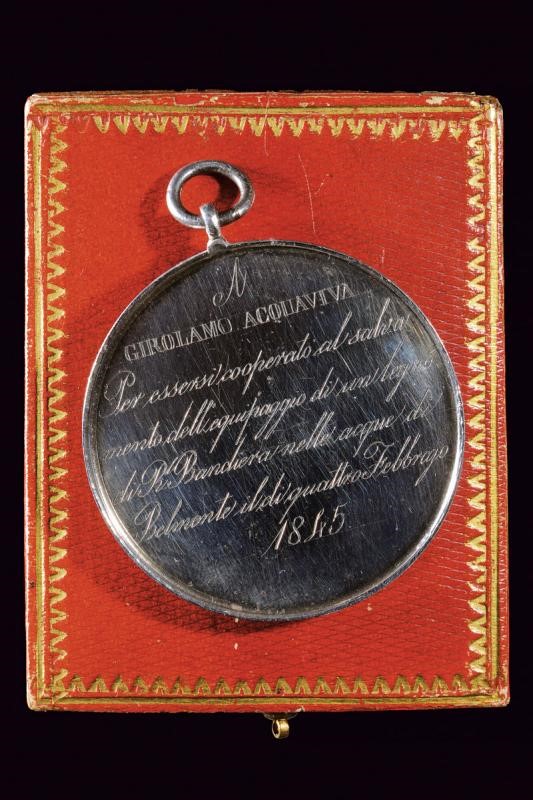 A
GIROLAMO ACQUAVIVA
Per essersi cooperato al salva
mento dell'equipaggio di un legno
di R. Bandiera nelle acque di
Belmonte il dì quattro Febbrajo
1845